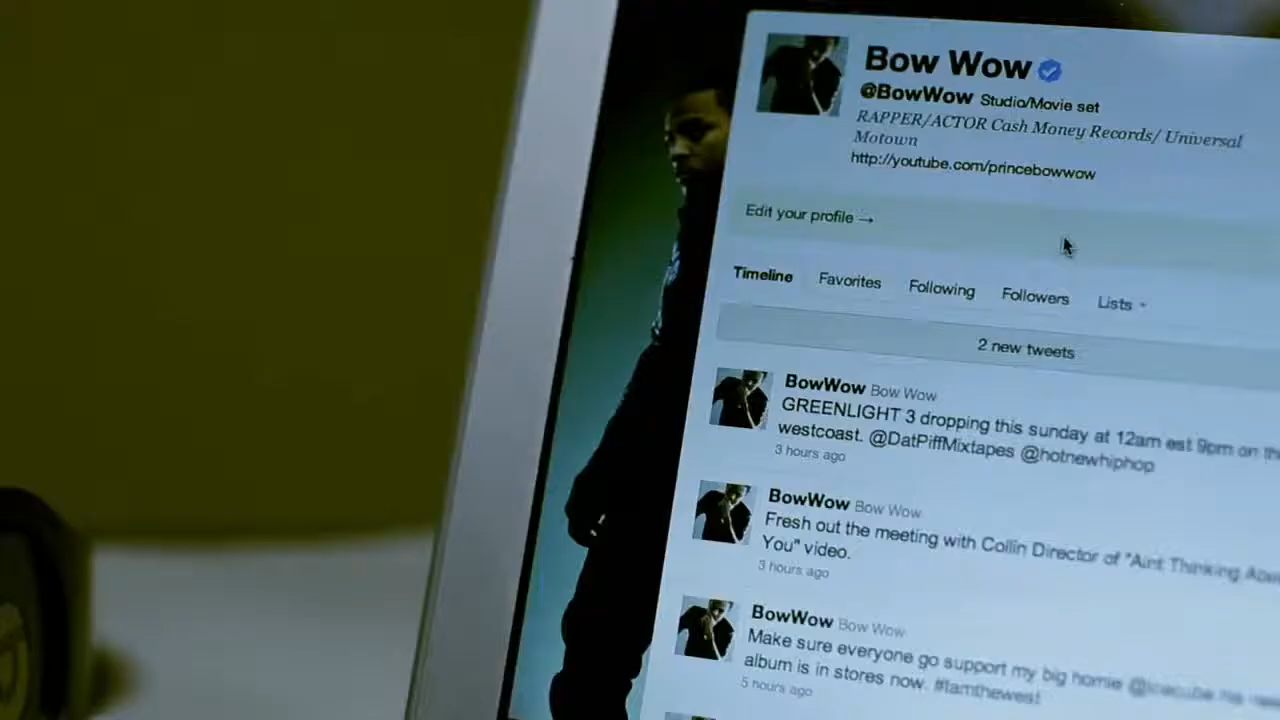 Bow Wow
@BowWow Studio/Movie set
RAPPER/ACTOR Cash Money Records/ Universal
Motown
http://youtube.com/princebowwow
Edit your profile →
Timeline Favorites Following Followers Lists
2 new tweets
BowWow Bow Wow
GREENLIGHT 3 dropping this sunday at 12am est 9pm on the
westcoast. @DatPiffMixtapes @hotnewhiphop
3 hours ago
BowWow Bow Wow
Fresh out the meeting with Collin Director of "Aint Thinking
You" video.
3 hours ago
BowWow Bow Wow
Make sure everyone go support my big homie @icecube his
album is in stores now. #Iamthewest
5 hours ago